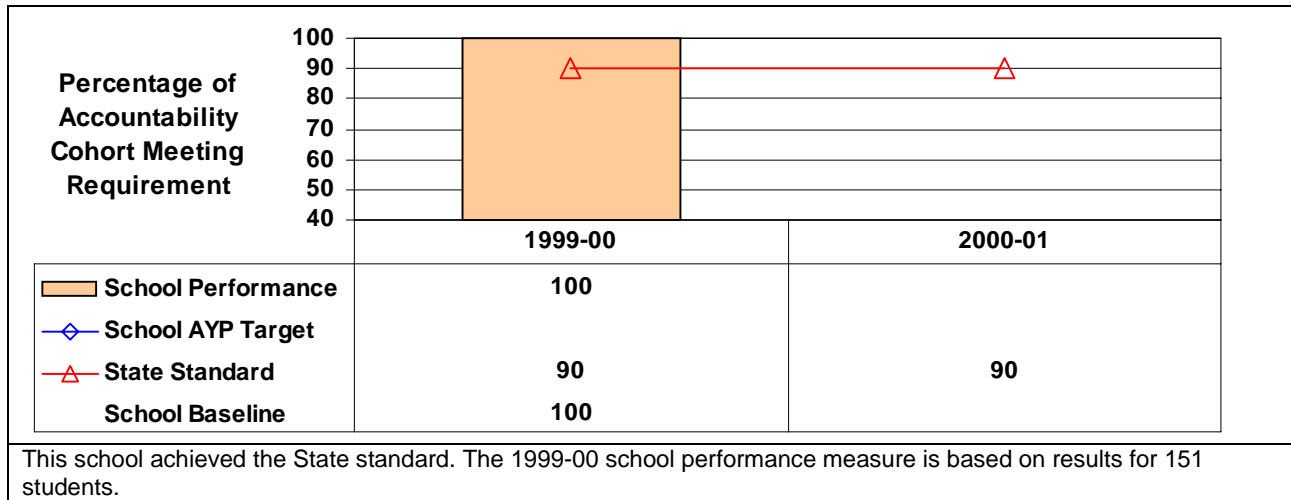 Percentage of
Accountability
Cohort Meeting
Requirement
100
90
80
70
60
50
40
1999-00 2000-01
School Performance 100
School AYP Target
State Standard 90 90
School Baseline 100
This school achieved the State standard. The 1999-00 school performance measure is based on results for 151
students.